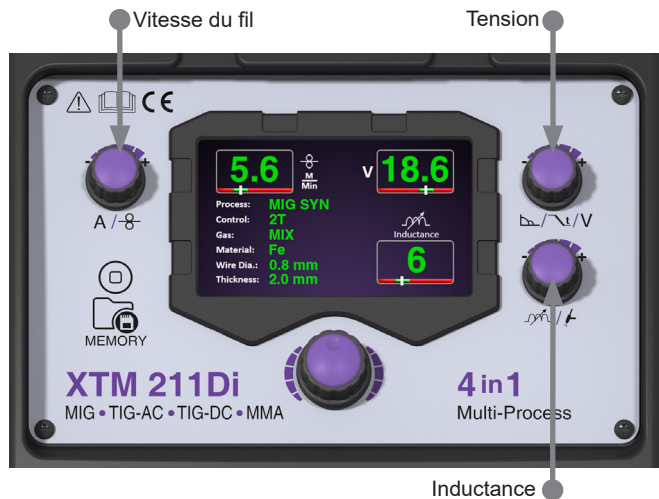 Vitesse du fil
Tension
CE
- +
- +
5.6
M
Min
V 18.6
Process: MIG SYN
Control: 2T
Gas: MIX
Material: Fe
Wire Dia.: 0.8 mm
Thickness: 2.0 mm
Inductance
6
A /
/ t / V
- +
/
MEMORY
XTM 211Di
MIG • TIG-AC • TIG-DC • MMA
4 in 1
Multi-Process
Inductance